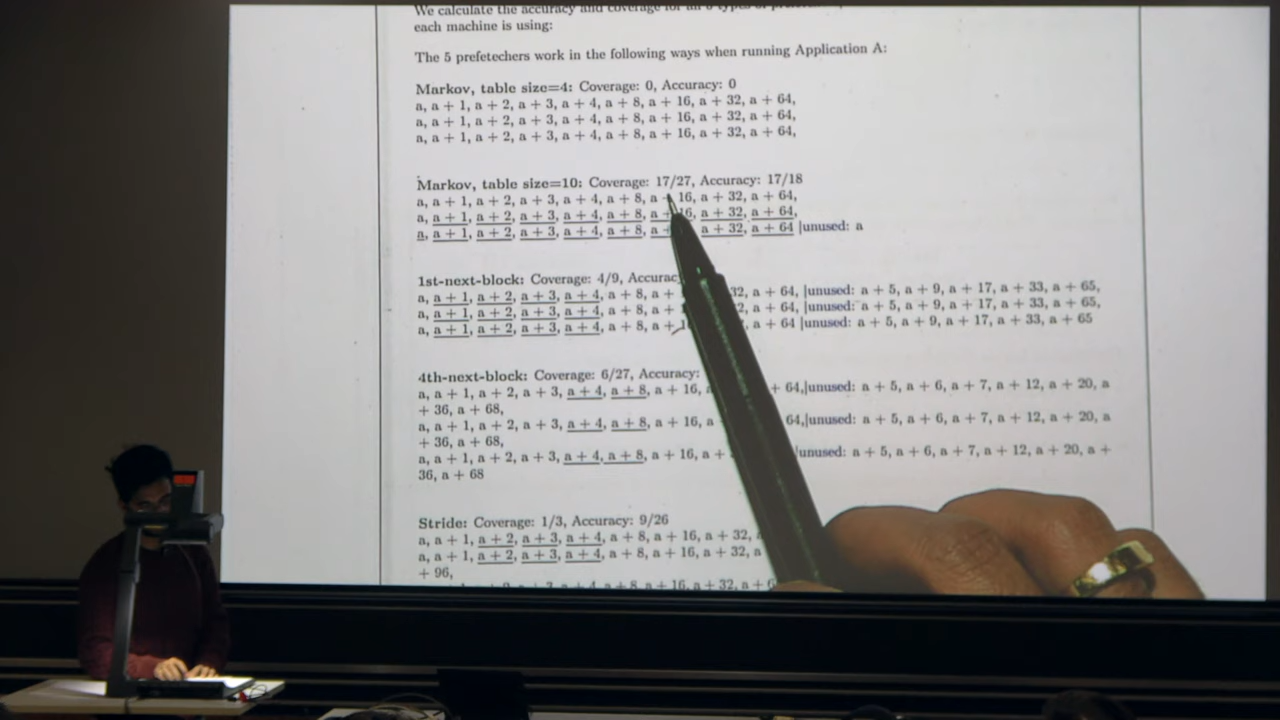 We calculate the accuracy and coverage for all 5 types of
each machine is using:
The 5 prefetechers work in the following ways when running Application A:
Markov, table size=4: Coverage: 0, Accuracy: 0
a, a + 1, a + 2, a + 3, a + 4, a + 8, a + 16, a + 32, a + 64,
a, a + 1, a + 2, a + 3, a + 4, a + 8, a + 16, a + 32, a + 64,
a, a + 1, a + 2, a + 3, a + 4, a + 8, a + 16, a + 32, a + 64,
Markov, table size=10: Coverage: 17/27, Accuracy: 17/18
a, a + 1, a + 2, a + 3, a + 4, a + 8, a 16, a + 32, a + 64,
a, a + 1, a + 2, a + 3, a + 4, a + 8, a + 16, a + 32, a + 64,
a, a + 1, a + 2, a + 3, a + 4, a + 8, a + a + 32, a + 64 |unused: a
1st-next-block: Coverage: 4/9,
a, a + 1, a + 2, a + 3, a + 4, a + 8, a + 32, a + 64, |unused: a + 5, a + 9, a + 17, a + 33, a + 65,
a, a + 1, a + 2, a + 3, a + 4, a + 8, a + 2, a + 64, |unused: a + 5, a + 9, a + 17, a + 33, a + 65,
a, a + 1, a + 2, a + 3, a + 4, a + 8, a + , a + 64 |unused: a + 5, a + 9, a + 17, a + 33, a + 65
4th-next-block: Coverage: 6/27, Accuracy:
a, a + 1, a + 2, a + 3, a + 4, a + 8, a + 16, + 64,|unused: a + 5, a + 6, a + 7, a + 12, a + 20, a
+ 36, a + 68,
a, a + 1, a + 2, a + 3, a + 4, a + 8, a + 16, a 64,|unused: a + 5, a + 6, a + 7, a + 12, a + 20, a
+ 36, a + 68,
a, a + 1, a + 2, a + 3, a + 4, a + 8, a + 16, a + |unused: a + 5, a + 6, a + 7, a + 12, a + 20, a +
36, a + 68
Stride: Coverage: 1/3, Accuracy: 9/26
a, a + 1, a + 2, a + 3, a + 4, a + 8, a + 16, a + 32,
a, a + 1, a + 2, a + 3, a + 4, a + 8, a + 16, a + 32, a
+ 96,
a + 8, a + 16, a + 32, a +